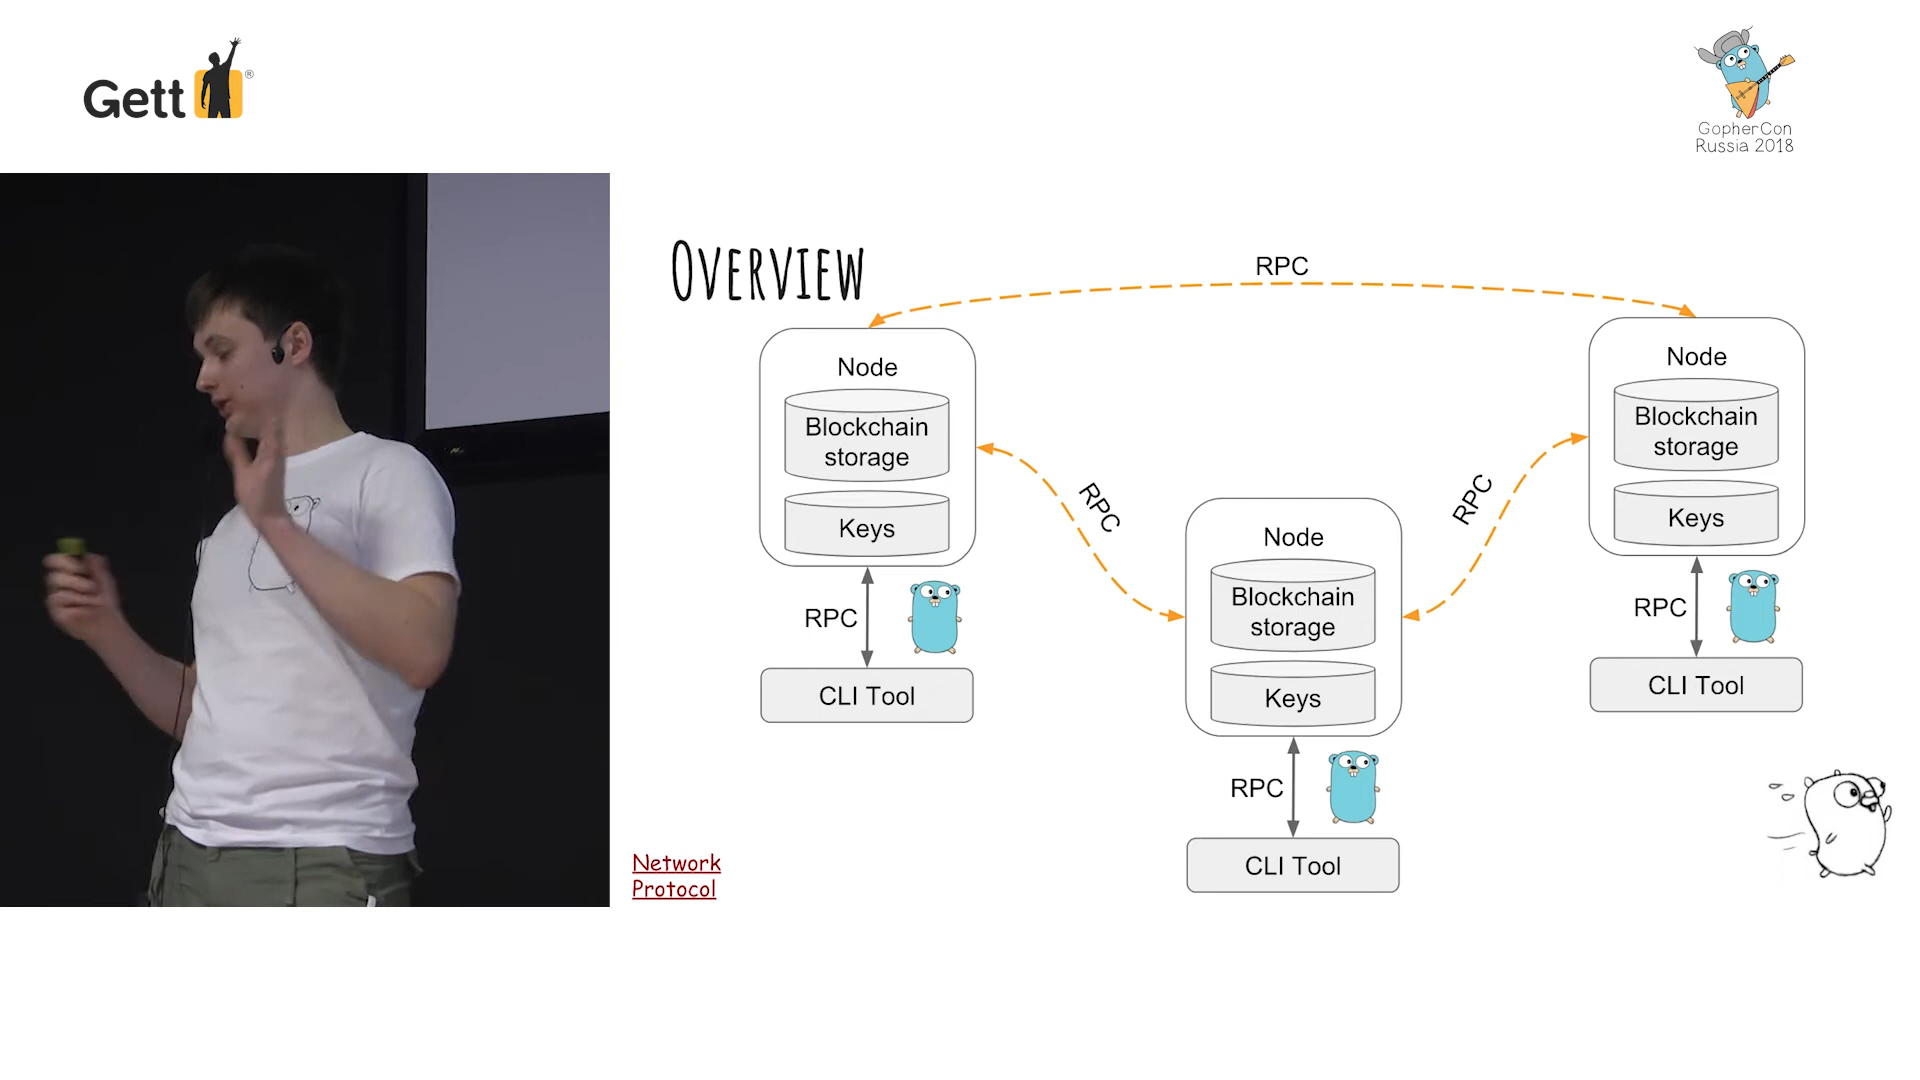 Gett®
GopherCon
Russia 2018
OVERVIEW
RPC
Node
Blockchain
storage
Keys
RPC
CLI Tool
RPC
Node
Blockchain
storage
Keys
RPC
CLI Tool
RPC
Node
Blockchain
storage
Keys
RPC
CLI Tool
Network
Protocol